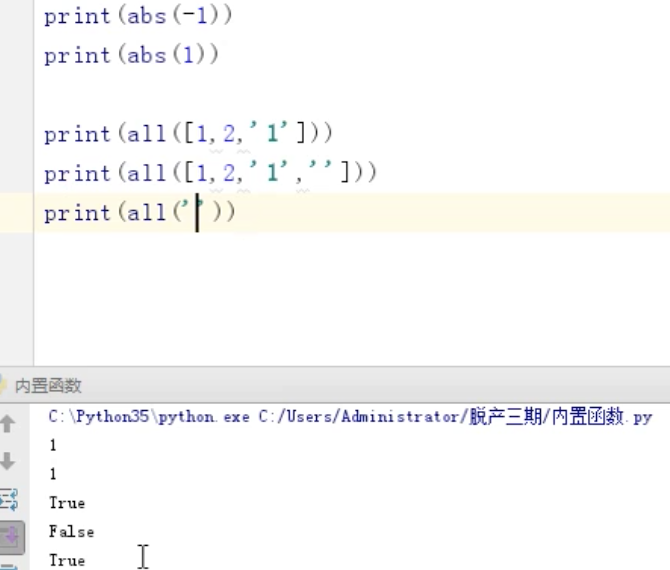 print(abs(-1))
print(abs(1))
print(all([1,2,'1']))
print(all([1,2,'1','']))
print(all(''))
内置函数
C:\Python35\python.exe C:/Users/Administrator/脱产三期/内置函数.py
1
1
True
False
True